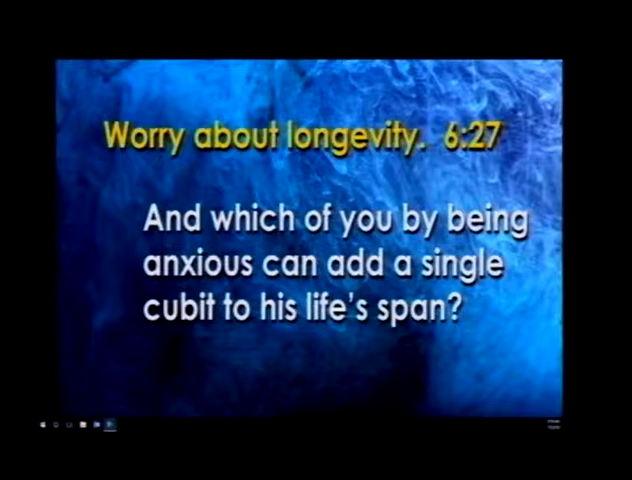 Worry about longevity. 6:27
And which of you by being
anxious can add a single
cubit to his life's span?